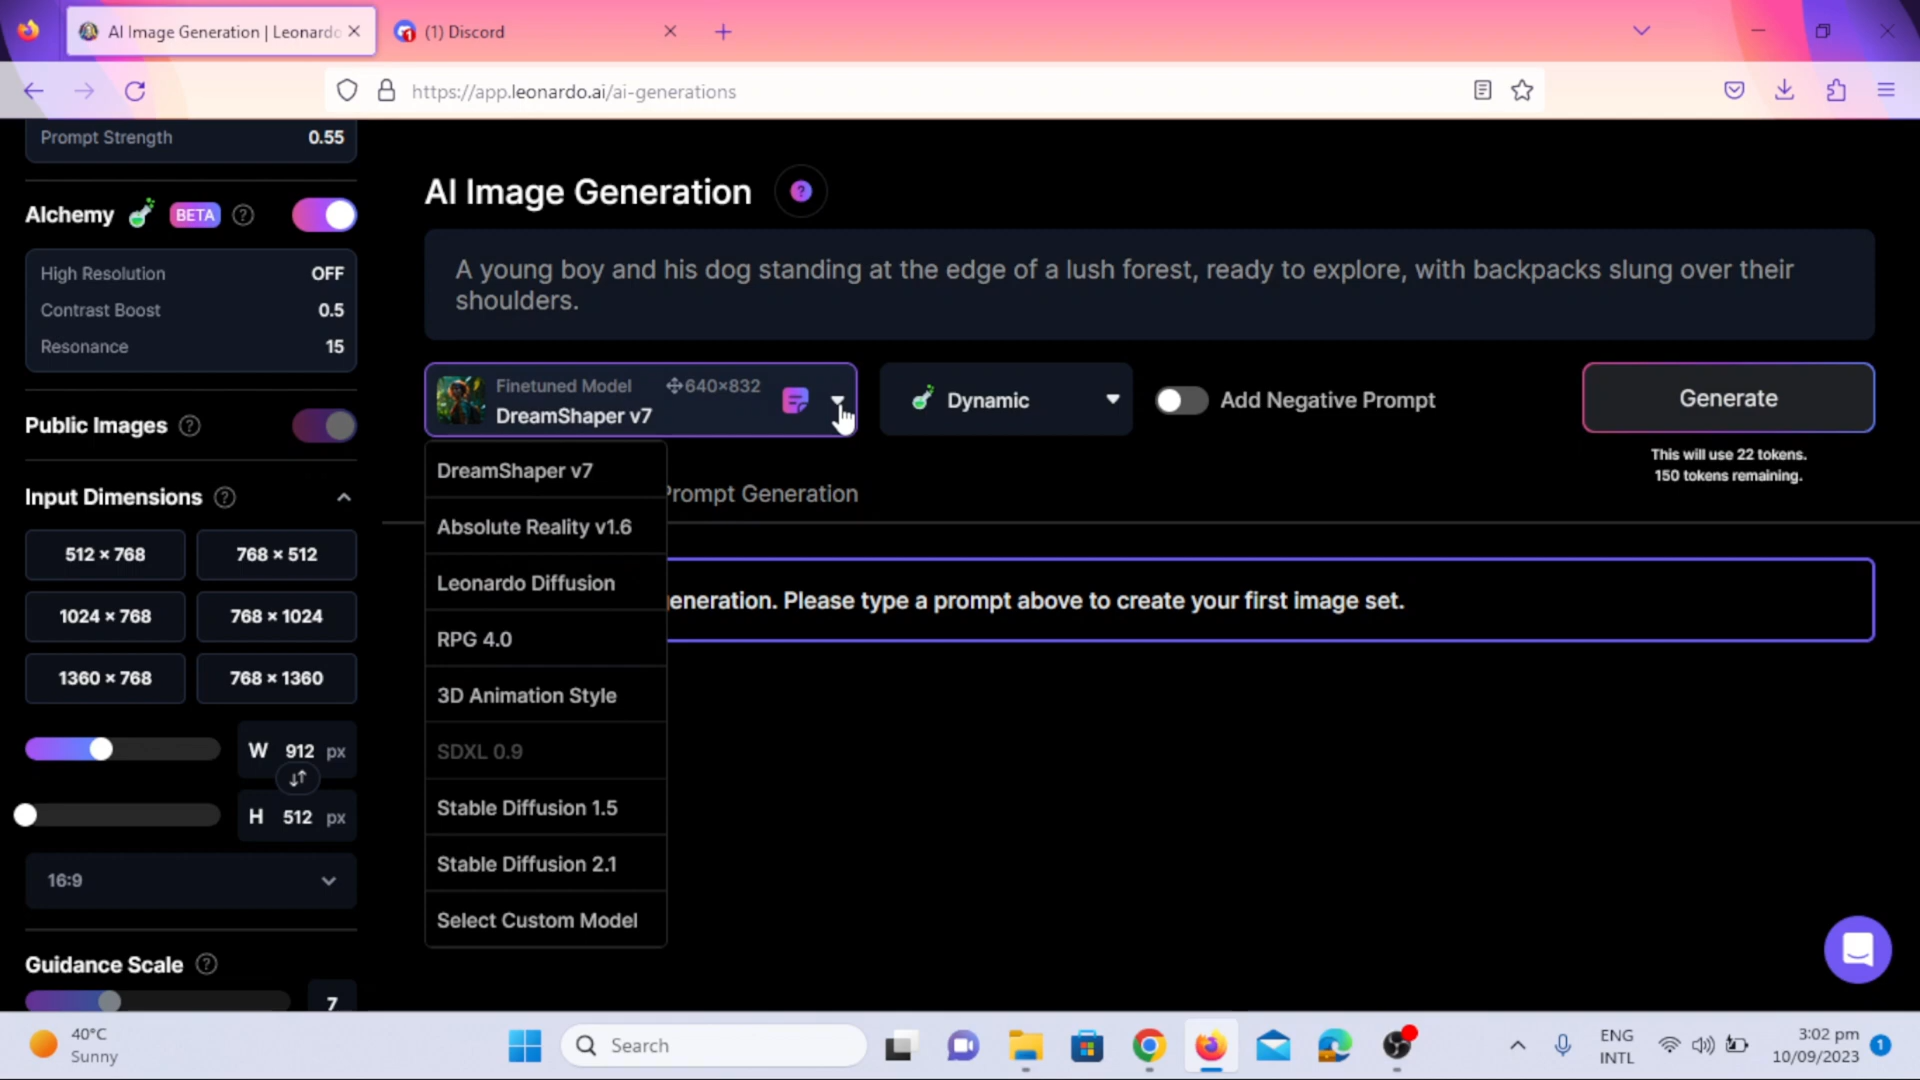 AI Image Generation | Leonardo
(1) Discord
https://app.leonardo.ai/ai-generations
Prompt Strength 0.55
Alchemy BETA ?
High Resolution OFF
Contrast Boost 0.5
Resonance 15
Public Images ?
Input Dimensions ?
512 × 768 768 × 512
1024 × 768 768 × 1024
1360 × 768 768 × 1360
W 912 px
H 512 px
16:9
Guidance Scale ?
7
AI Image Generation ?
A young boy and his dog standing at the edge of a lush forest, ready to explore, with backpacks slung over their
shoulders.
Finetuned Model 640×832
DreamShaper v7
Dynamic
Add Negative Prompt
Generate
This will use 22 tokens.
150 tokens remaining.
DreamShaper v7
Absolute Reality v1.6
Leonardo Diffusion
RPG 4.0
3D Animation Style
SDXL 0.9
Stable Diffusion 1.5
Stable Diffusion 2.1
Select Custom Model
Prompt Generation
eneration. Please type a prompt above to create your first image set.
40°C
Sunny
Search
ENG
INTL
3:02 pm
10/09/2023
1